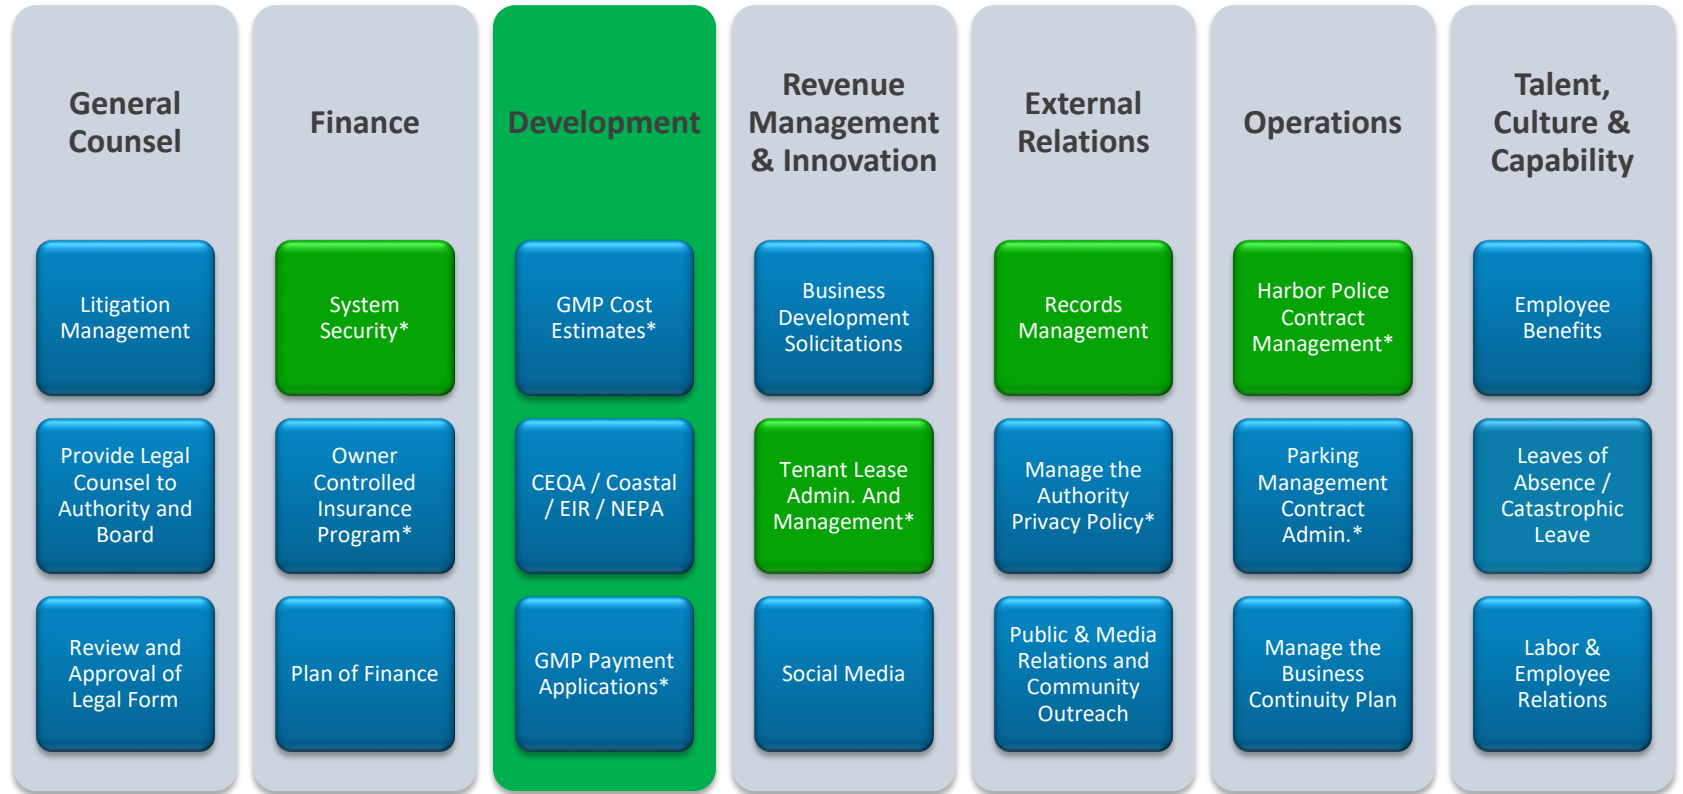 General
Counsel
Litigation
Management
Provide Legal
Counsel to
Authority and
Board
Review and
Approval of
Legal Form
Finance
System
Security*
Owner
Controlled
Insurance
Program*
Plan of Finance
Development
GMP Cost
Estimates*
CEQA / Coastal
/ EIR / NEPA
GMP Payment
Applications*
Revenue
Management
& Innovation
Business
Development
Solicitations
Tenant Lease
Admin. And
Management*
Social Media
External
Relations
Records
Management
Manage the
Authority
Privacy Policy*
Public & Media
Relations and
Community
Outreach
Operations
Harbor Police
Contract
Management*
Parking
Management
Contract
Admin.*
Manage the
Business
Continuity Plan
Talent,
Culture &
Capability
Employee
Benefits
Leaves of
Absence /
Catastrophic
Leave
Labor &
Employee
Relations